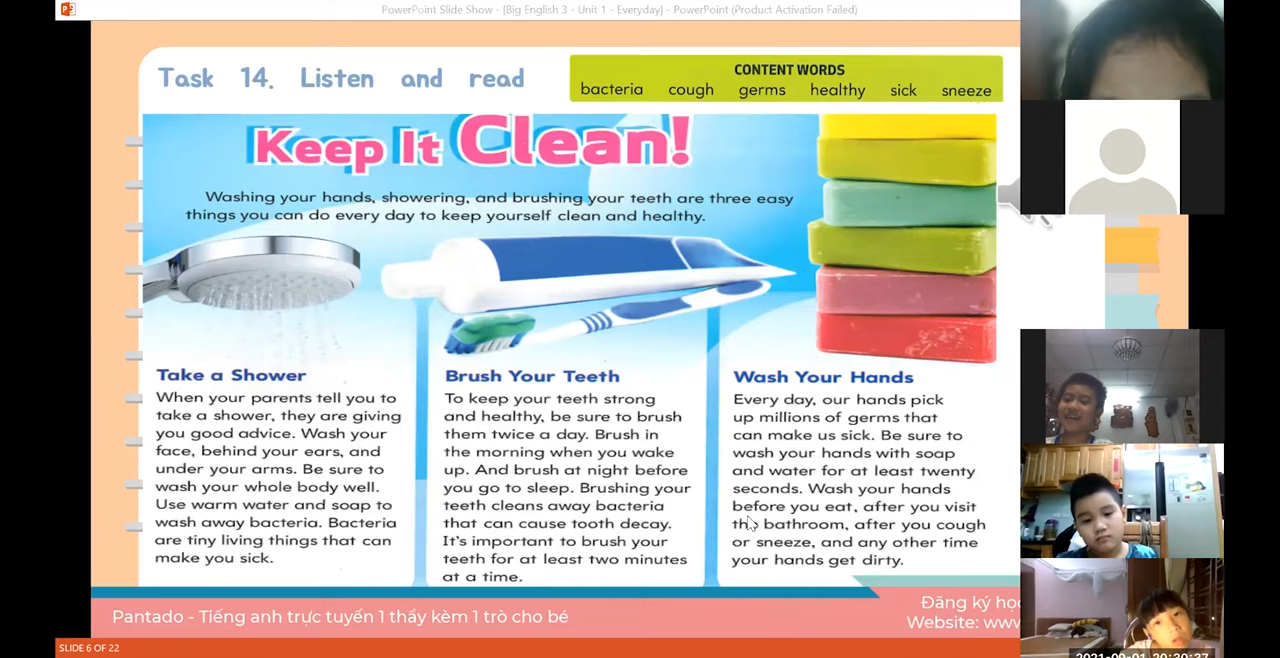 PowerPoint Slide Show - [Big English 3 - Unit 1 - Everyday] - PowerPoint (Product Activation Failed)
Task 14. Listen and read
CONTENT WORDS
bacteria cough germs healthy sick sneeze
Keep It Clean!
Washing your hands, showering, and brushing your teeth are three easy
things you can do every day to keep yourself clean and healthy.
Take a Shower
When your parents tell you to
take a shower, they are giving
you good advice. Wash your
face, behind your ears, and
under your arms. Be sure to
wash your whole body well.
Use warm water and soap to
wash away bacteria. Bacteria
are tiny living things that can
make you sick.
Brush Your Teeth
To keep your teeth strong
and healthy, be sure to brush
them twice a day. Brush in
the morning when you wake
up. And brush at night before
you go to sleep. Brushing your
teeth cleans away bacteria
that can cause tooth decay.
It's important to brush your
teeth for at least two minutes
at a time.
Wash Your Hands
Every day, our hands pick
up millions of germs that
can make us sick. Be sure to
wash your hands with soap
and water for at least twenty
seconds. Wash your hands
before you eat, after you visit
the bathroom, after you cough
or sneeze, and any other time
your hands get dirty.
Pantado - Tiếng anh trực tuyến 1 thầy kèm 1 trò cho bé
Đăng ký
Website: www
SLIDE 6 OF 22
2021-09-01 20:30:37